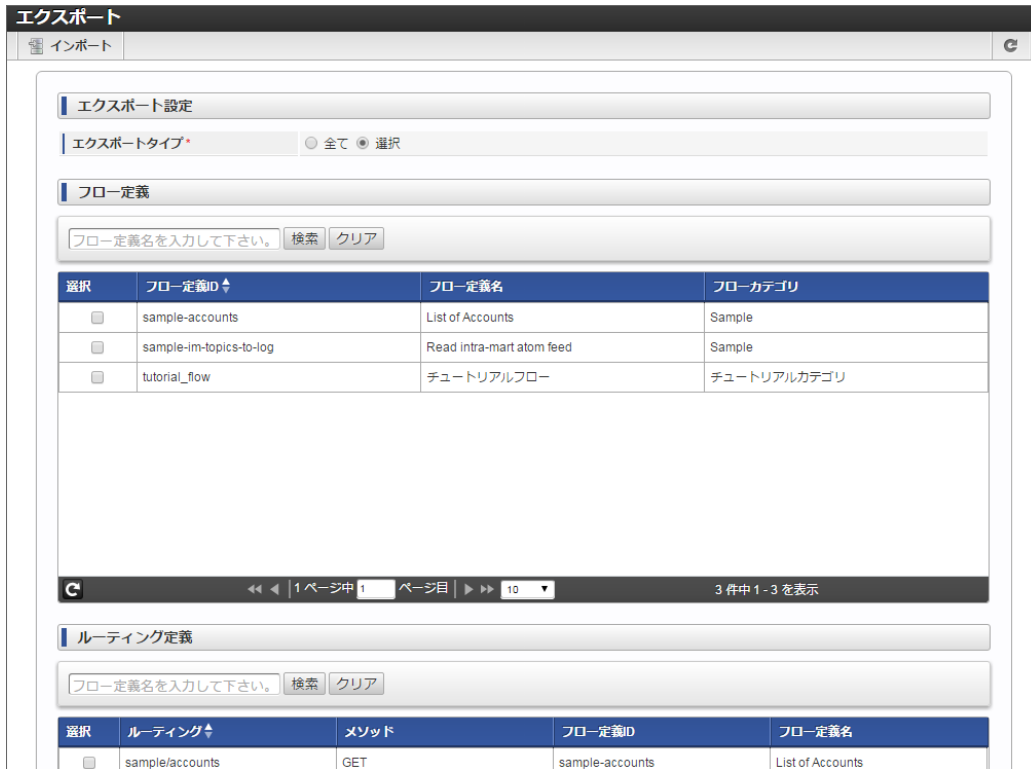 エクスポート
インポート
エクスポート設定
エクスポートタイプ* 全て 選択
フロー定義
フロー定義名を入力して下さい。 検索 クリア
選択 フロー定義ID フロー定義名 フローカテゴリ
sample-accounts List of Accounts Sample
sample-im-topics-to-log Read intra-mart atom feed Sample
tutorial_flow チュートリアルフロー チュートリアルカテゴリ
1 ページ中 1 ページ目 10 3 件中 1 - 3 を表示
ルーティング定義
フロー定義名を入力して下さい。 検索 クリア
選択 ルーティング メソッド フロー定義ID フロー定義名
sample/accounts GET sample-accounts List of Accounts